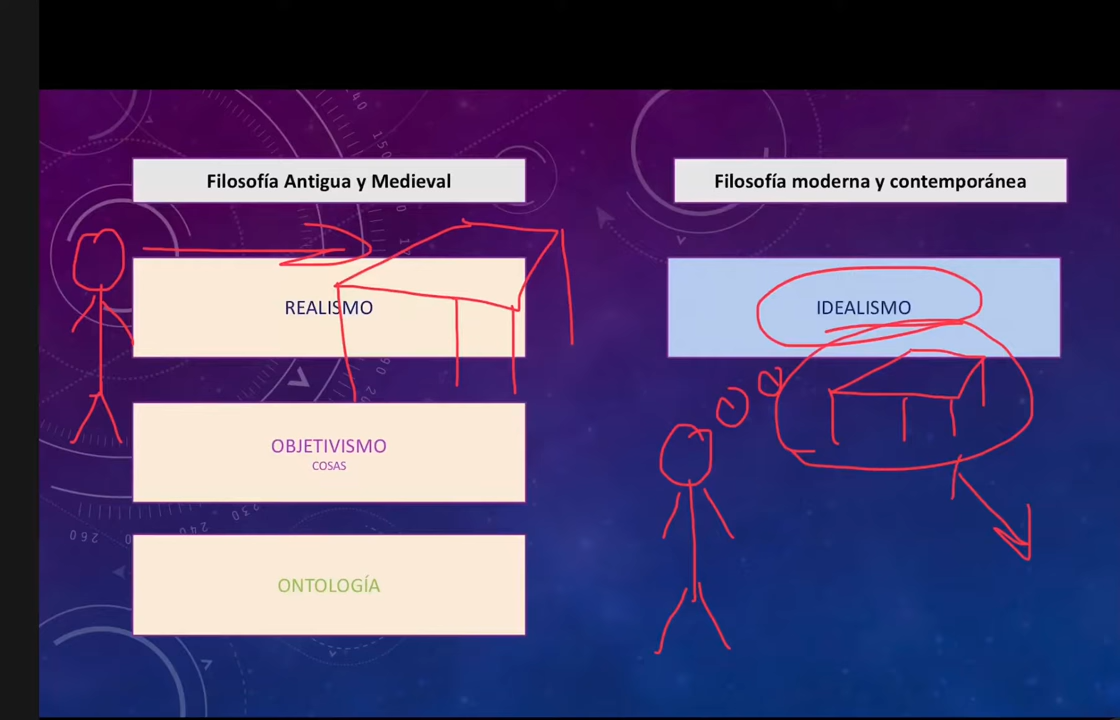 Filosofía Antigua y Medieval
REALISMO
OBJETIVISMO
COSAS
ONTOLOGÍA
Filosofía moderna y contemporánea
IDEALISMO